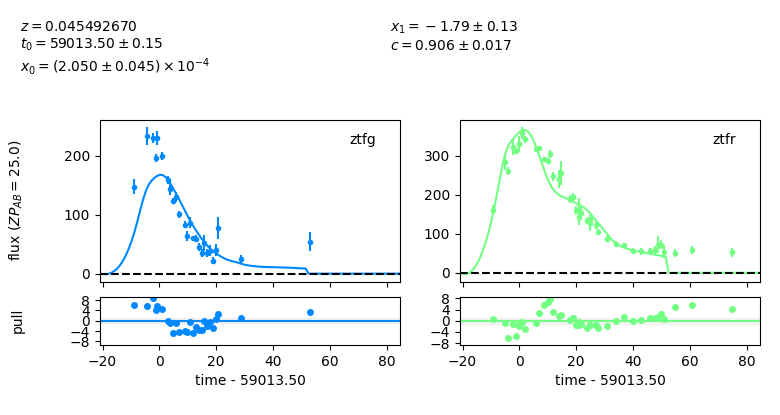 z = 0.045492670
t₀ = 59013.50 ± 0.15
x₀ = (2.050 ± 0.045) × 10⁻⁴
x₁ = −1.79 ± 0.13
c = 0.906 ± 0.017
flux (ZP_AB = 25.0)
ztfg
200
100
0
ztfr
300
200
100
0
pull
8
4
0
−4
−8
−20 0 20 40 60 80
time - 59013.50
8
4
0
−4
−8
−20 0 20 40 60 80
time - 59013.50